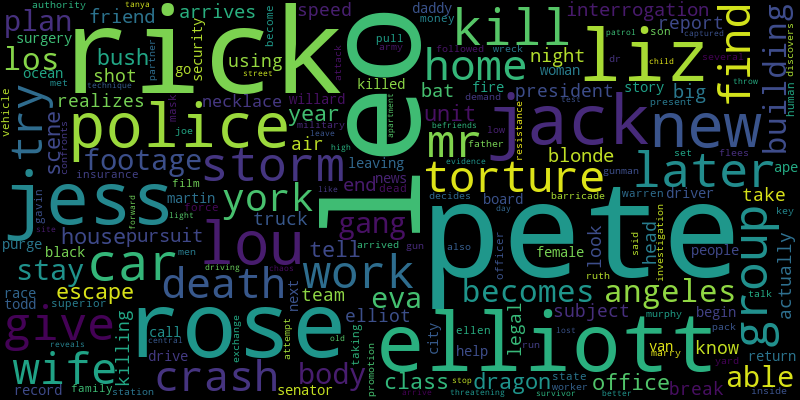 ricko
leo
pete
rose
elliott
jack
jess
police
storm
lou
liz
kill
new
torture
later
home
york
car
death
work
crash
wife
give
group
find
building
becomes
angeles
able
mr
los
try
plan
stay
escape
footage
gang
eva
body
friend
arrives
bush
shot
using
realizes
necklace
year
air
scene
house
pursuit
truck
tell
end
team
elliot
killing
call
drive
class
dragon
office
break
know
van
take
head
look
subject
begin
legal
female
blonde
unit
bat
night
woman
president
story
big
interrogation
report
speed
security
go
surgery
ocean
met
partner
become
daddy
money
pull
army
followed
wreck
patrol
son
captured
dr
child
several
throw
human
discovers
authority
tanya
vehicle
confronts
joe
mask
willard
military
leave
street
attack
killed
apartment
fire
demand
test
present
ape
driver
warren
flees
set
gunman
resistance
befriends
father
low
evidence
high
insurance
film
martin
news
dead
like
leaving
gavin
light
force
men
site
purge
black
forward
arrived
gun
driving
race
todd
superior
next
central
exchange
attempt
old
taking
city
officer
also
day
decides
board
barricade
said
investigation
people
ruth
actually
key
talk
return
inside
yard
pack
murphy
marry
state
worker
survivor
better
threatening
stop
help
ellen
run
lost
promotion
senator
record
family
station
reveals
technique